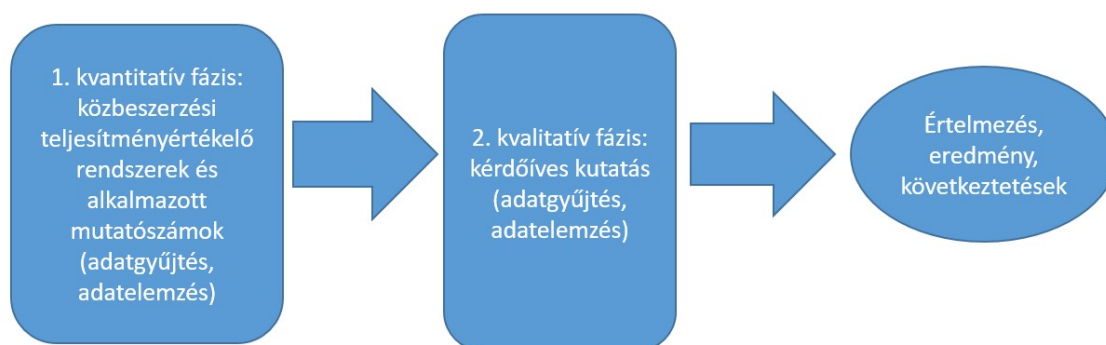 1. kvantitatív fázis:
közbeszerzési
teljesítményértékelő
rendszerek és
alkalmazott
mutatószámok
(adatgyűjtés,
adatelemzés)
2. kvalitatív fázis:
kérdőíves kutatás
(adatgyűjtés,
adatelemzés)
Értelmezés,
eredmény,
következtetések